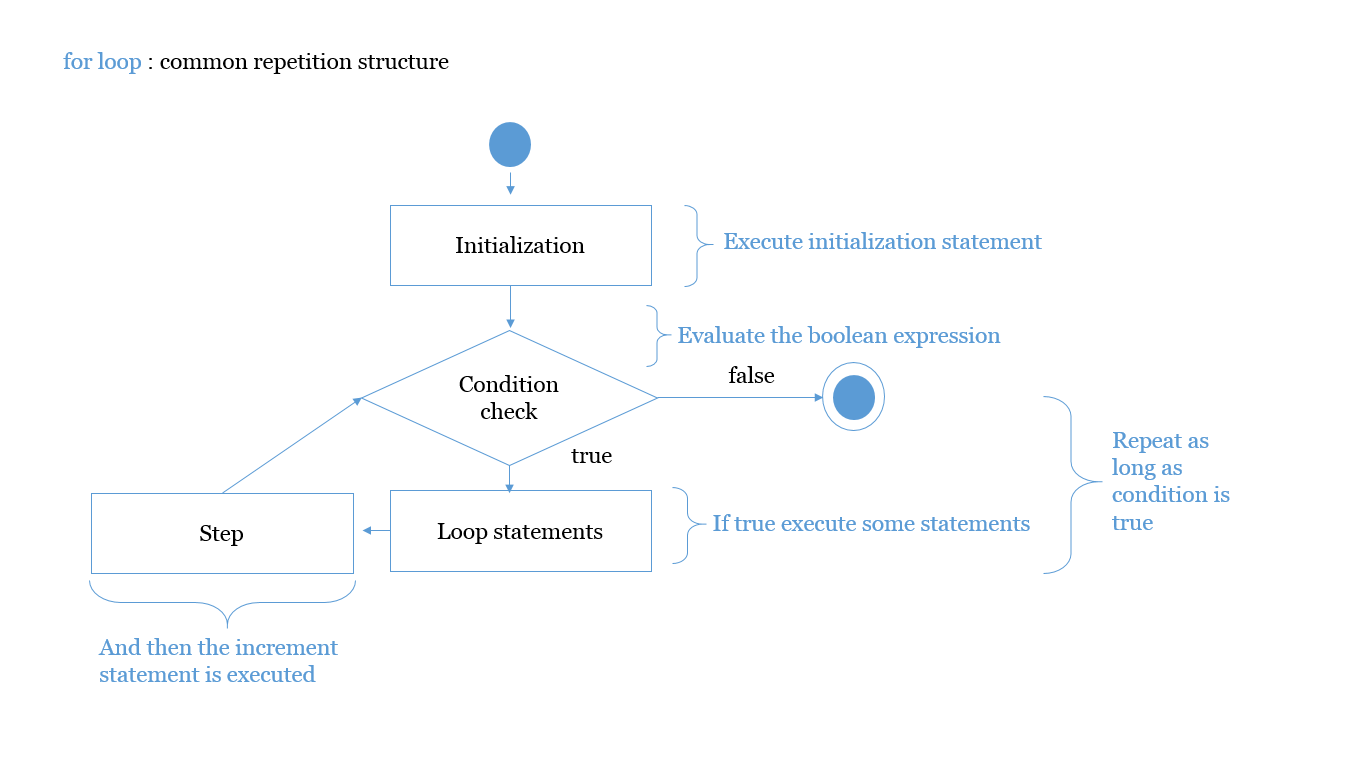 for loop : common repetition structure
Initialization
Execute initialization statement
Evaluate the boolean expression
Condition
check
false
true
Repeat as
long as
condition is
true
Step
Loop statements
If true execute some statements
And then the increment
statement is executed